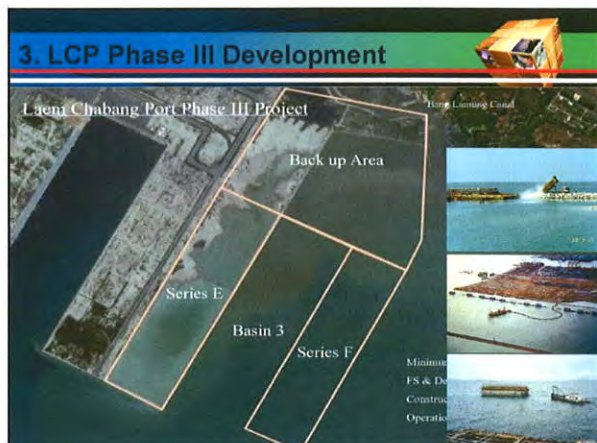 3. LCP Phase III Development
Laem Chabang Port Phase III Project
Bang Lamung Canal
Back up Area
Series E
Basin 3
Series F
Minimum
FS & De
Construc
Operatio